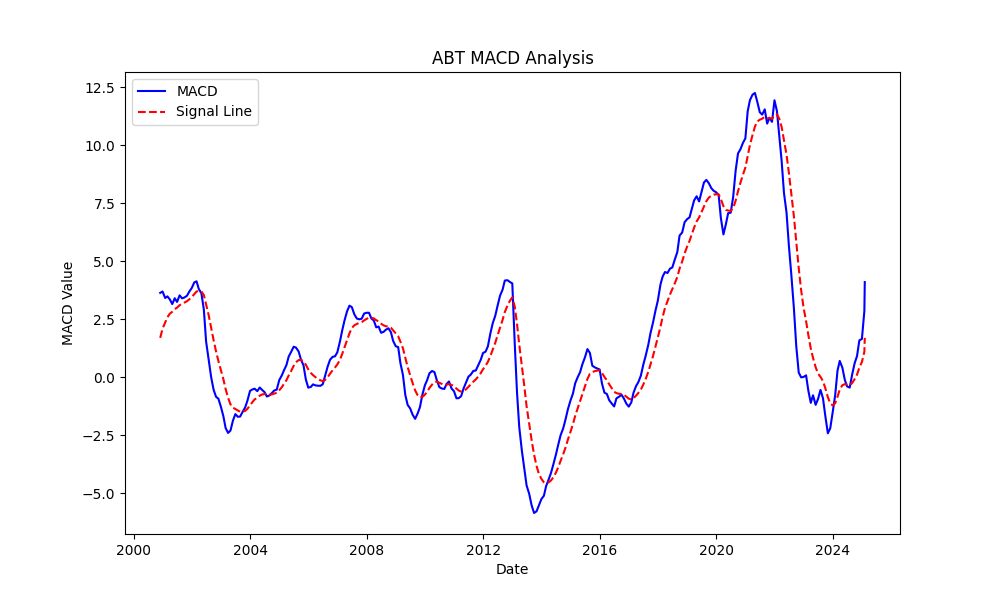 ABT MACD Analysis
MACD
Signal Line
12.5
10.0
7.5
5.0
2.5
0.0
−2.5
−5.0
MACD Value
2000 2004 2008 2012 2016 2020 2024
Date